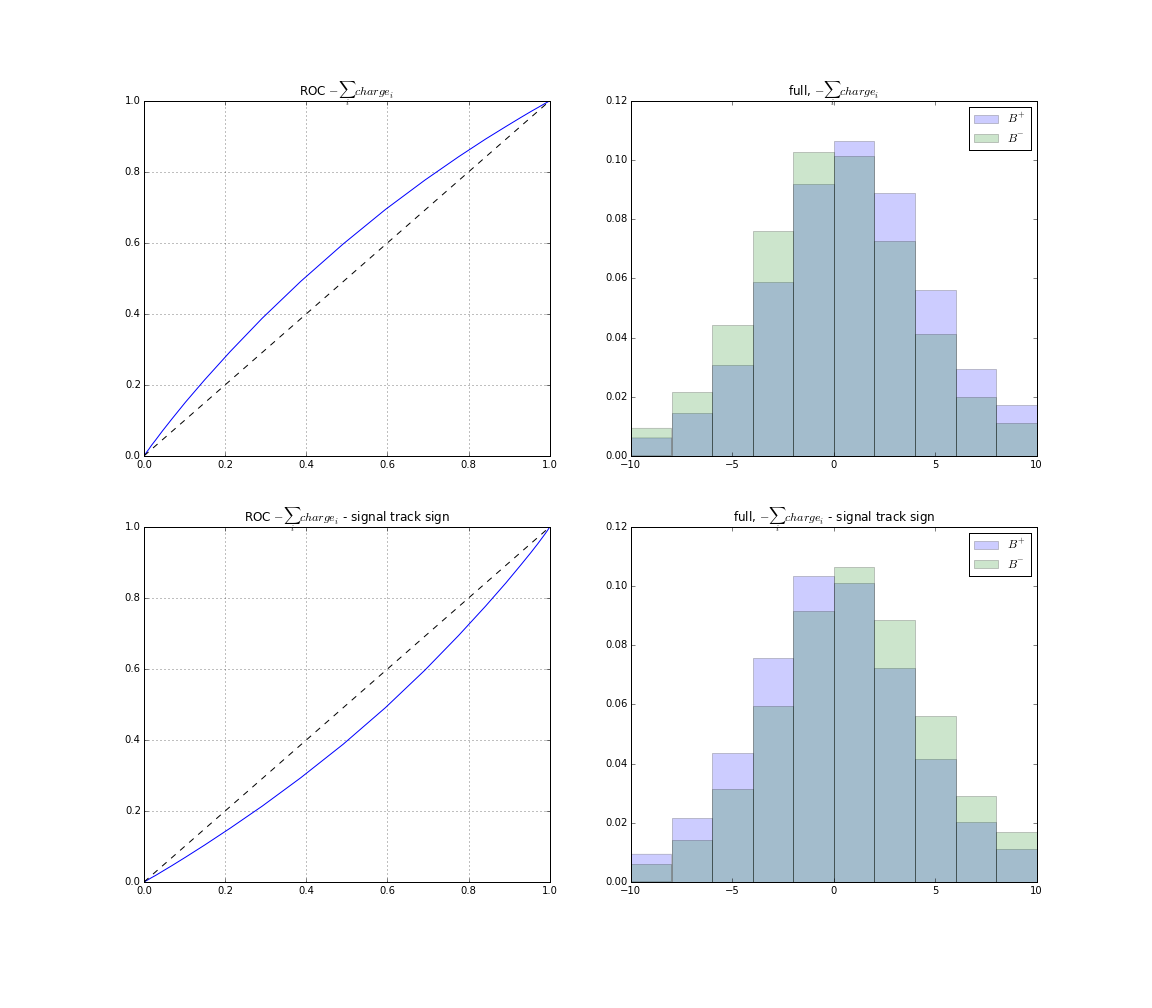 ROC $-\sum_i charge_i$
1.0
0.8
0.6
0.4
0.2
0.0
0.0 0.2 0.4 0.6 0.8 1.0
full, $-\sum_i charge_i$
0.12
0.10
0.08
0.06
0.04
0.02
0.00
−10 −5 0 5 10
B⁺
B⁻
ROC $-\sum_i charge_i$ - signal track sign
1.0
0.8
0.6
0.4
0.2
0.0
0.0 0.2 0.4 0.6 0.8 1.0
full, $-\sum_i charge_i$ - signal track sign
0.12
0.10
0.08
0.06
0.04
0.02
0.00
−10 −5 0 5 10
B⁺
B⁻